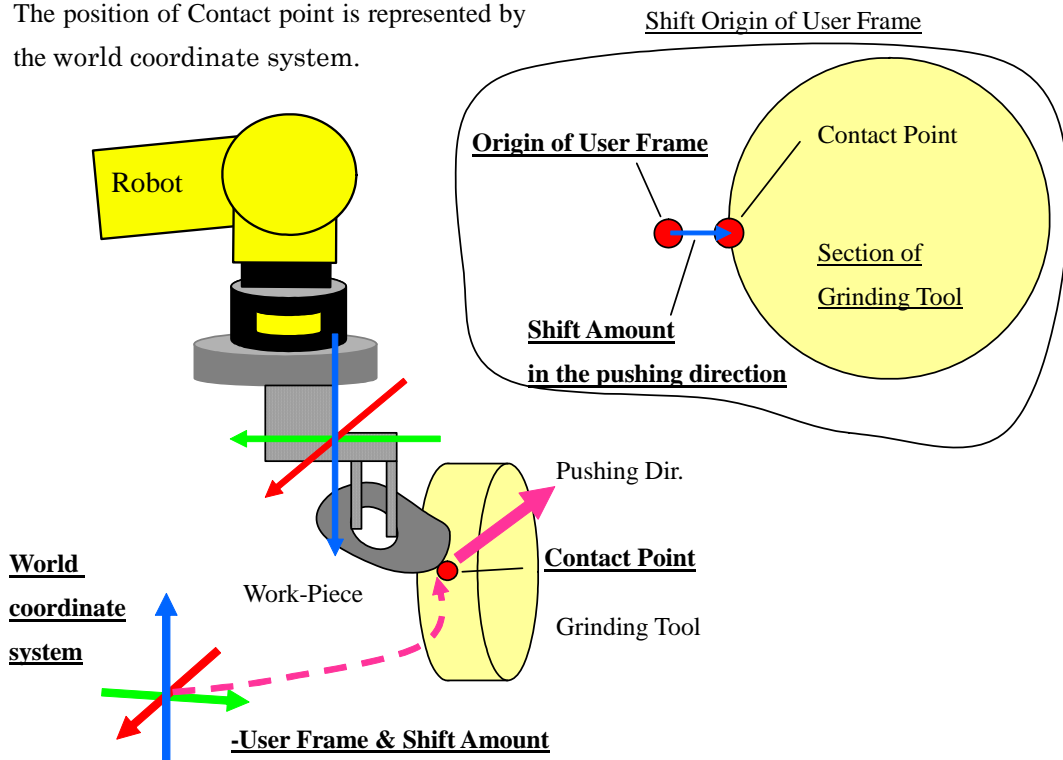 The position of Contact point is represented by
the world coordinate system.
Shift Origin of User Frame
Origin of User Frame
Contact Point
Robot
Section of
Grinding Tool
Shift Amount
in the pushing direction
Pushing Dir.
Contact Point
World
coordinate
system
Work-Piece
Grinding Tool
-User Frame & Shift Amount